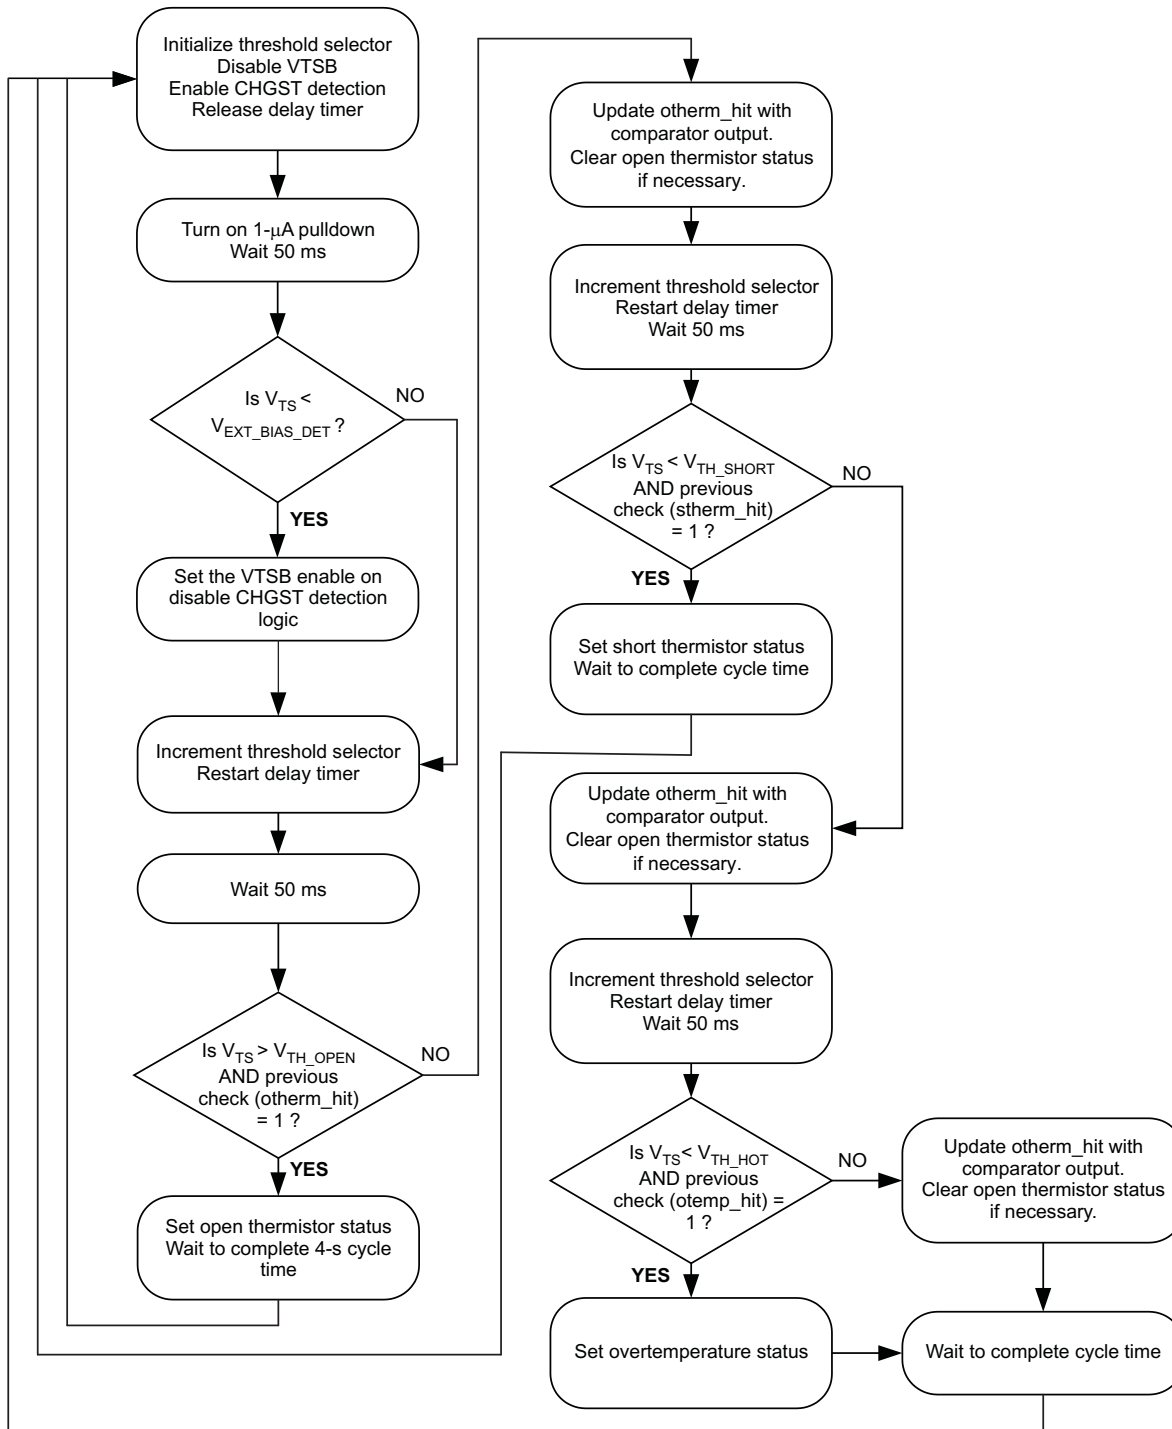 Initialize threshold selector
Disable VTSB
Enable CHGST detection
Release delay timer
Turn on 1-μA pulldown
Wait 50 ms
Is V_TS <
V_EXT_BIAS_DET ?
NO
YES
Set the VTSB enable on
disable CHGST detection
logic
Increment threshold selector
Restart delay timer
Wait 50 ms
Is V_TS > V_TH_OPEN
AND previous
check (otherm_hit)
= 1 ?
NO
YES
Set open thermistor status
Wait to complete 4-s cycle
time
Update otherm_hit with
comparator output.
Clear open thermistor status
if necessary.
Increment threshold selector
Restart delay timer
Wait 50 ms
Is V_TS < V_TH_SHORT
AND previous
check (stherm_hit)
= 1 ?
NO
YES
Set short thermistor status
Wait to complete cycle time
Update otherm_hit with
comparator output.
Clear open thermistor status
if necessary.
Increment threshold selector
Restart delay timer
Wait 50 ms
Is V_TS < V_TH_HOT
AND previous
check (otemp_hit) =
1 ?
NO
YES
Update otherm_hit with
comparator output.
Clear open thermistor status
if necessary.
Set overtemperature status
Wait to complete cycle time